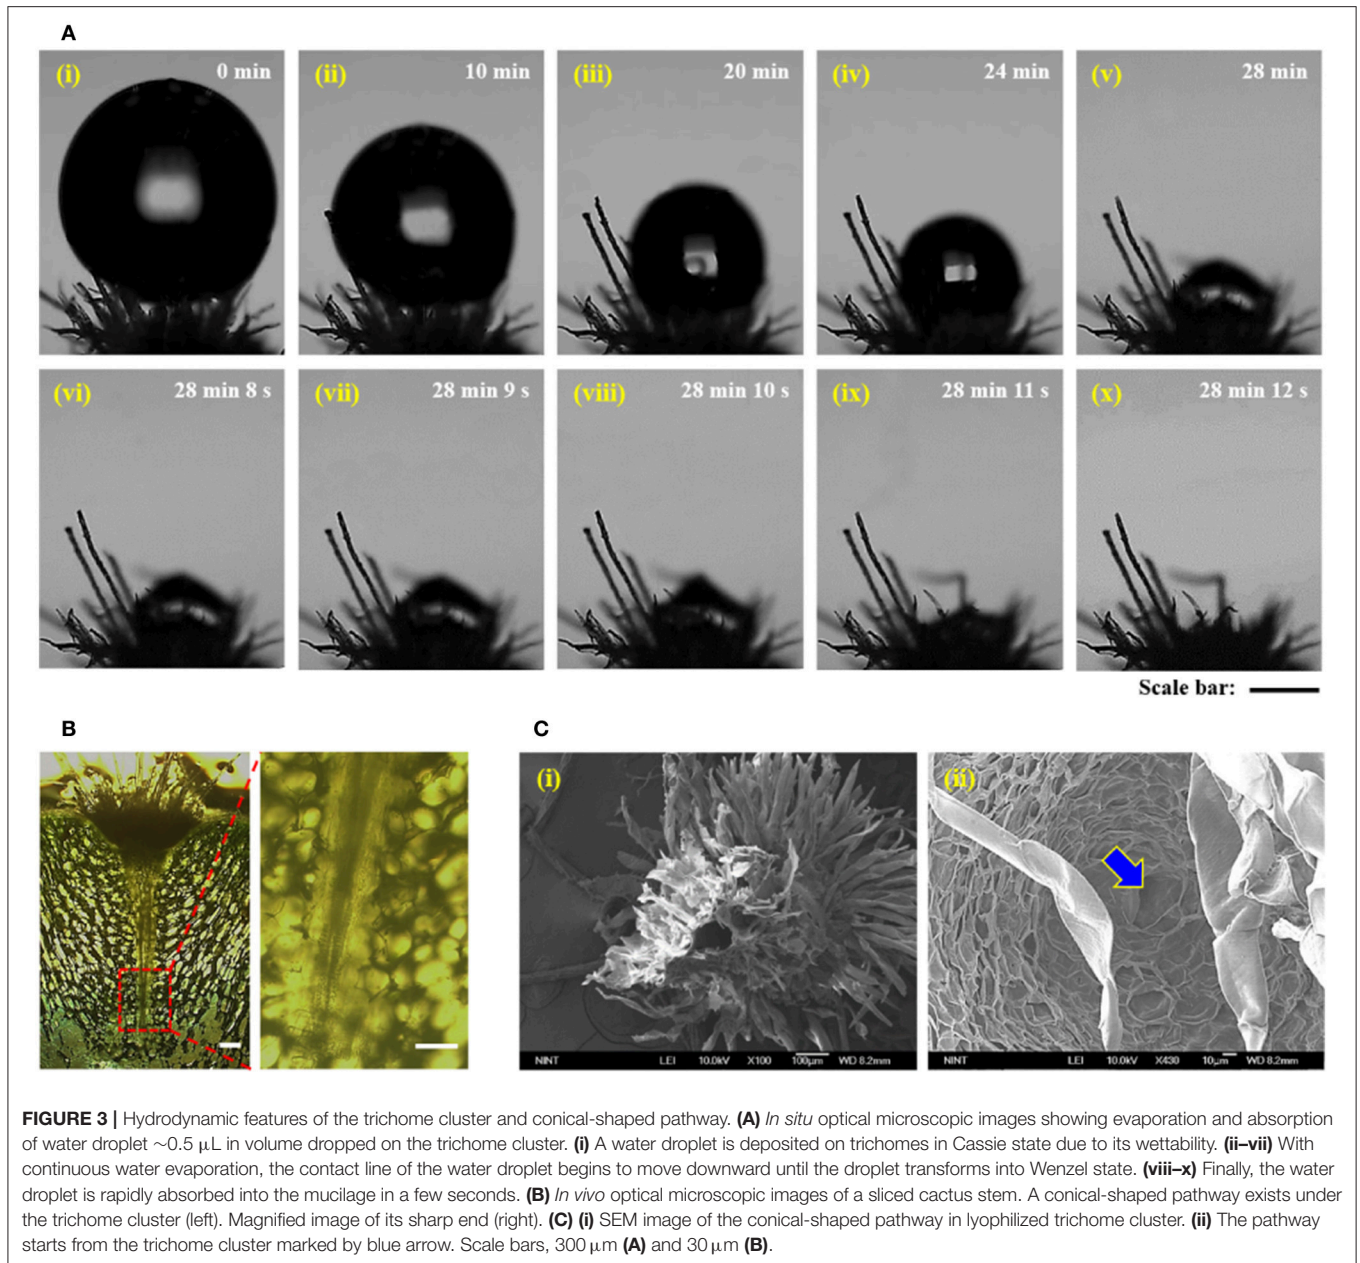 A
(i) 0 min
(ii) 10 min
(iii) 20 min
(iv) 24 min
(v) 28 min
(vi) 28 min 8 s
(vii) 28 min 9 s
(viii) 28 min 10 s
(ix) 28 min 11 s
(x) 28 min 12 s
Scale bar:
B
C
(i)
NINT LEI 10.0kV X100 100μm WD 8.2mm
(ii)
NINT LEI 10.0kV X430 10μm WD 8.2mm
FIGURE 3 | Hydrodynamic features of the trichome cluster and conical-shaped pathway. (A) In situ optical microscopic images showing evaporation and absorption
of water droplet ∼0.5 μL in volume dropped on the trichome cluster. (i) A water droplet is deposited on trichomes in Cassie state due to its wettability. (ii–vii) With
continuous water evaporation, the contact line of the water droplet begins to move downward until the droplet transforms into Wenzel state. (viii–x) Finally, the water
droplet is rapidly absorbed into the mucilage in a few seconds. (B) In vivo optical microscopic images of a sliced cactus stem. A conical-shaped pathway exists under
the trichome cluster (left). Magnified image of its sharp end (right). (C) (i) SEM image of the conical-shaped pathway in lyophilized trichome cluster. (ii) The pathway
starts from the trichome cluster marked by blue arrow. Scale bars, 300 μm (A) and 30 μm (B).